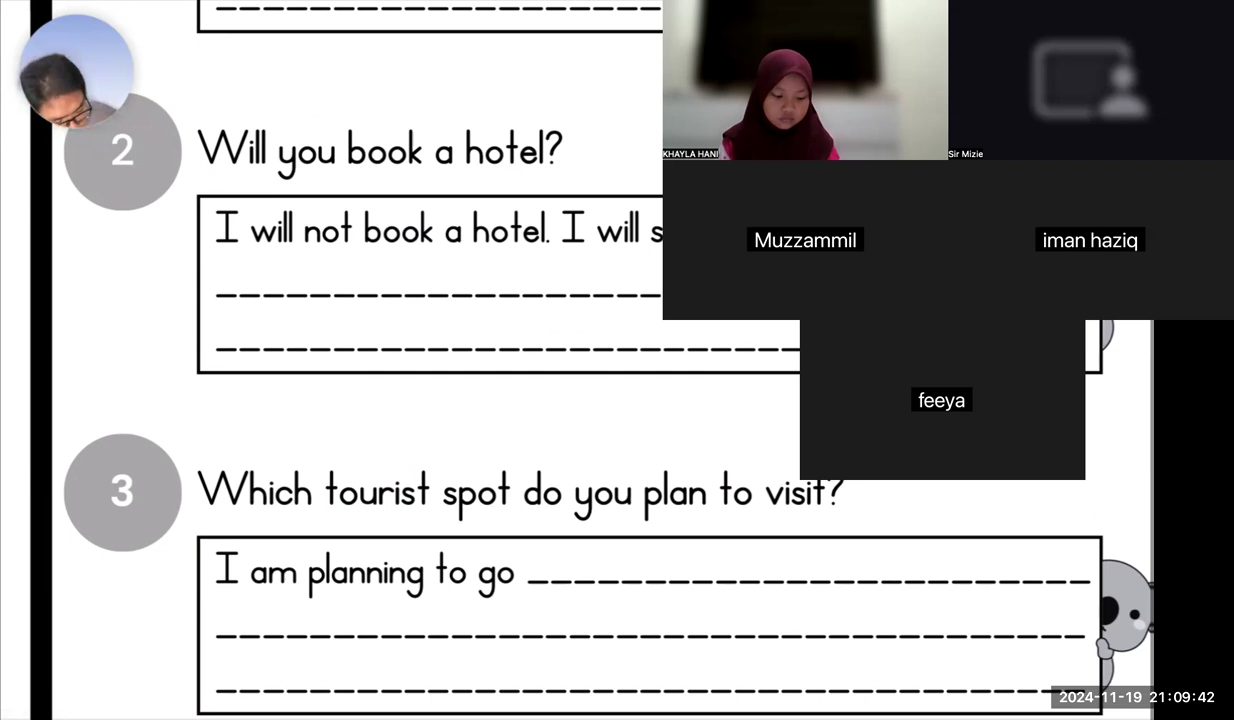 2
Will you book a hotel?
I will not book a hotel. I will s
3
Which tourist spot do you plan to visit?
I am planning to go
KHAYLA HANI
Sir Mizie
Muzzammil
iman haziq
feeya
2024-11-19 21:09:42